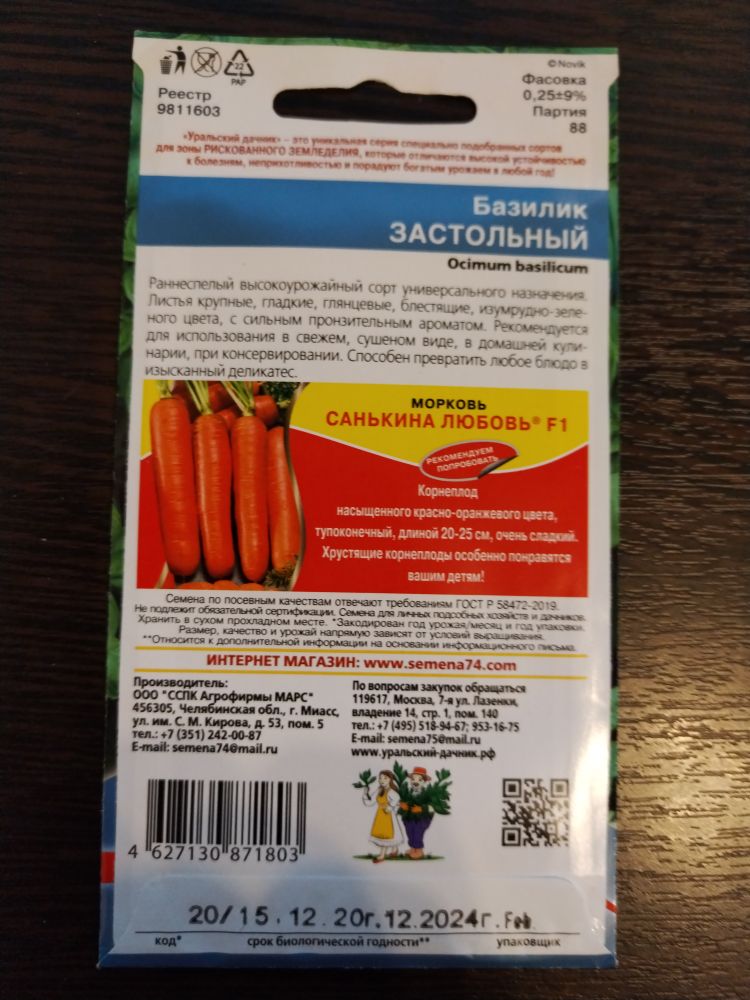 22
PAP
Реестр
9811603
© Novik
Фасовка
0,25±9%
Партия
88
«Уральский дачник» – это уникальная серия специально подобранных сортов
для зоны РИСКОВАННОГО ЗЕМЛЕДЕЛИЯ, которые отличаются высокой устойчивостью
к болезням, неприхотливостью и порадуют богатым урожаем в любой год!
Базилик
ЗАСТОЛЬНЫЙ
Ocimum basilicum
Раннеспелый высокоурожайный сорт универсального назначения.
Листья крупные, гладкие, глянцевые, блестящие, изумрудно-зеле-
ного цвета, с сильным пронзительным ароматом. Рекомендуется
для использования в свежем, сушеном виде, в домашней кули-
нарии, при консервировании. Способен превратить любое блюдо в
изысканный деликатес.
МОРКОВЬ
САНЬКИНА ЛЮБОВЬ® F1
РЕКОМЕНДУЕМ
ПОПРОБОВАТЬ
Корнеплод
насыщенного красно-оранжевого цвета,
тупоконечный, длиной 20-25 см, очень сладкий.
Хрустящие корнеплоды особенно понравятся
вашим детям!
Семена по посевным качествам отвечают требованиям ГОСТ Р 58472-2019.
Не подлежит обязательной сертификации. Семена для личных подсобных хозяйств и дачников.
Хранить в сухом прохладном месте. *Закодирован год урожая/месяц и год упаковки.
Размер, качество и урожай напрямую зависят от условий выращивания.
**Относится к дополнительной информации на основании информационного письма.
ИНТЕРНЕТ МАГАЗИН: www.semena74.com
Производитель:
ООО "ССПК Агрофирмы МАРС"
456305, Челябинская обл., г. Миасс,
ул. им. С. М. Кирова, д. 53, пом. 5
тел.: +7 (351) 242-00-87
E-mail: semena74@mail.ru
По вопросам закупок обращаться
119617, Москва, 7-я ул. Лазенки,
владение 14, стр. 1, пом. 140
тел.: +7 (495) 518-94-67; 953-16-75
E-mail: semena75@mail.ru
www.уральский-дачник.рф
4 627130 871803
20/15.12.20г.12.2024г.
код* срок биологической годности** упаковщик